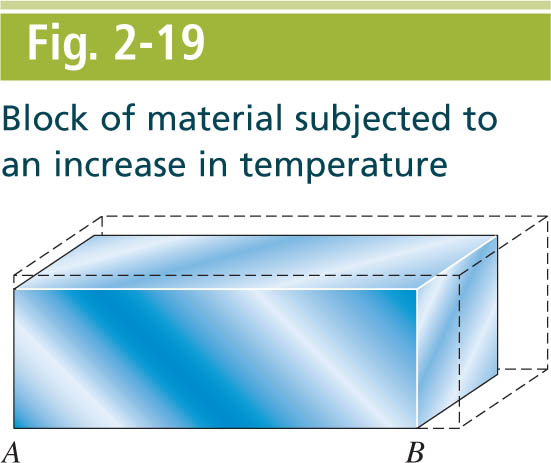 Fig. 2-19
Block of material subjected to
an increase in temperature
A
B